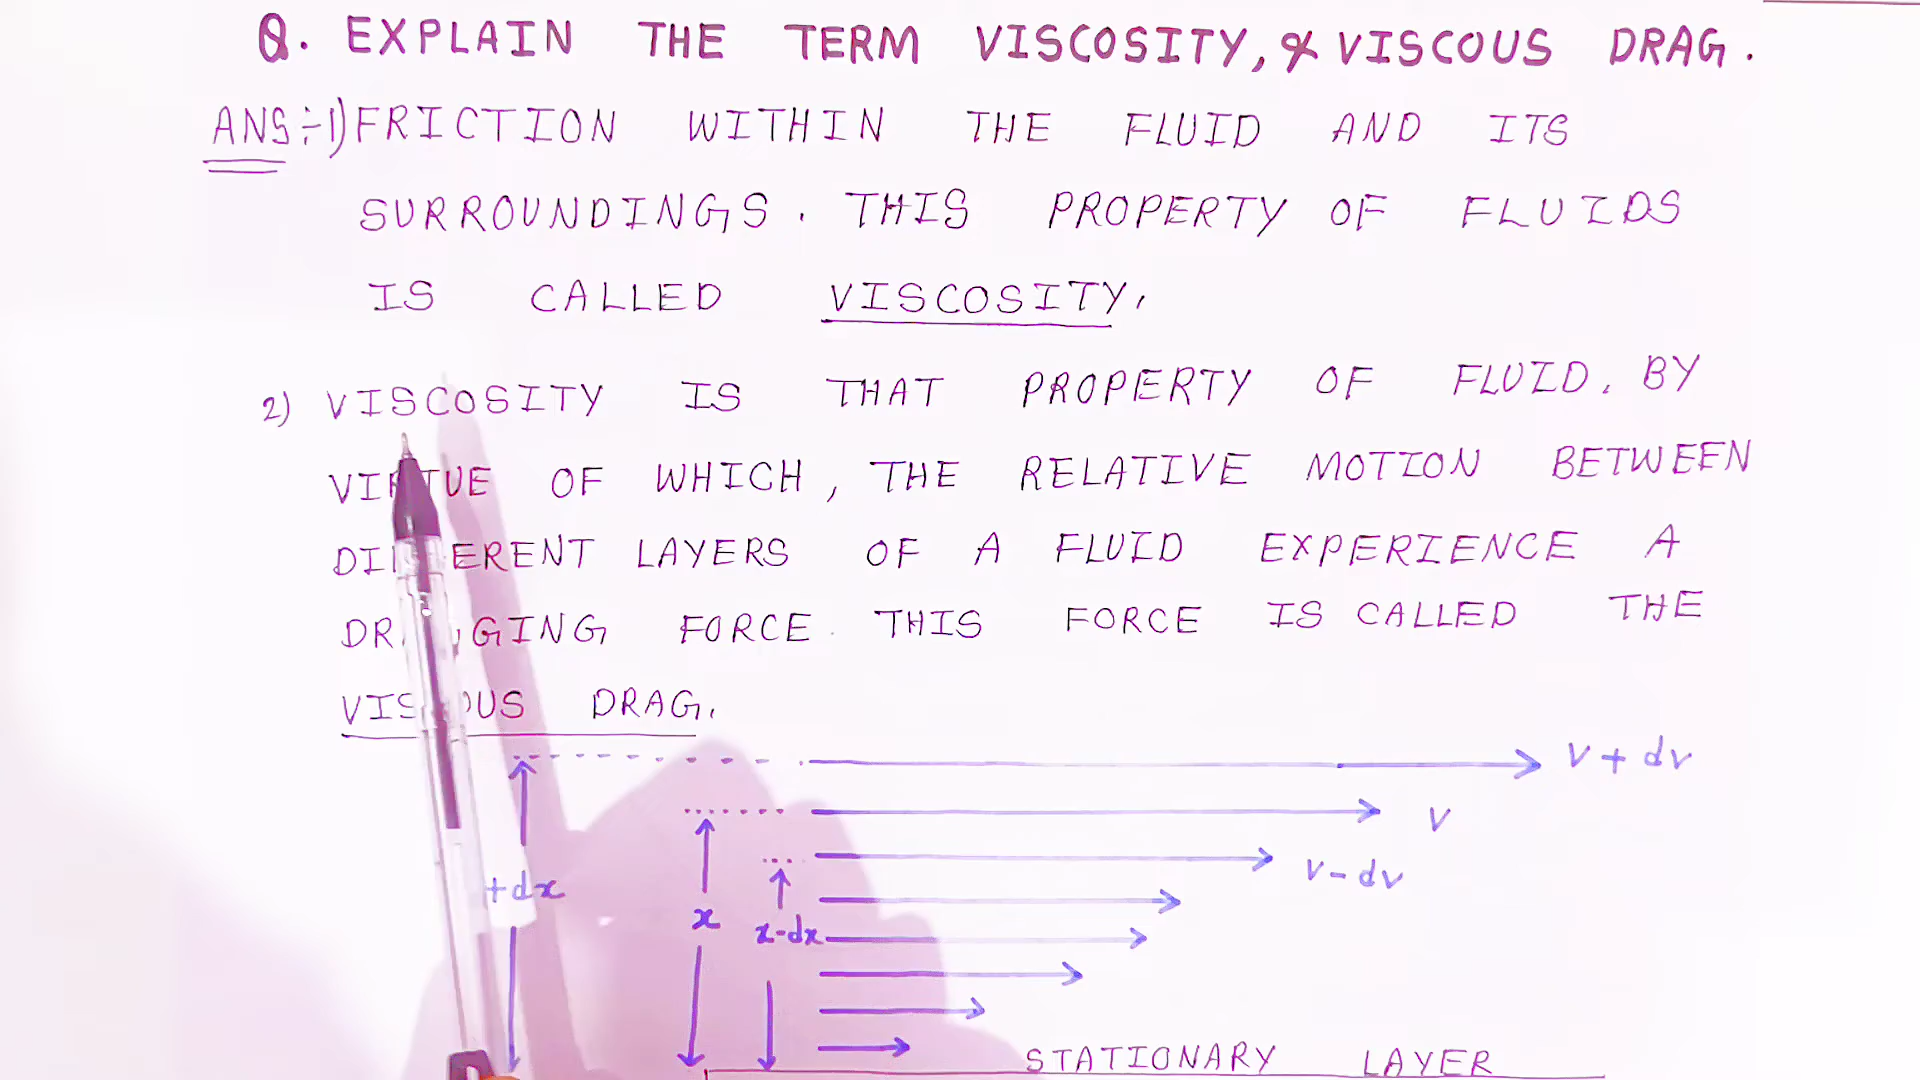 Q. EXPLAIN THE TERM VISCOSITY, & VISCOUS DRAG.
ANS:-1) FRICTION WITHIN THE FLUID AND ITS
SURROUNDINGS. THIS PROPERTY OF FLUIDS
IS CALLED VISCOSITY.
2) VISCOSITY IS THAT PROPERTY OF FLUID. BY
OF WHICH, THE RELATIVE MOTION BETWEEN
LAYERS OF A FLUID EXPERIENCE A
FORCE. THIS FORCE IS CALLED THE
DRAG.
V + dv
V
V - dv
+dx
x
x-dx
STATIONARY LAYER